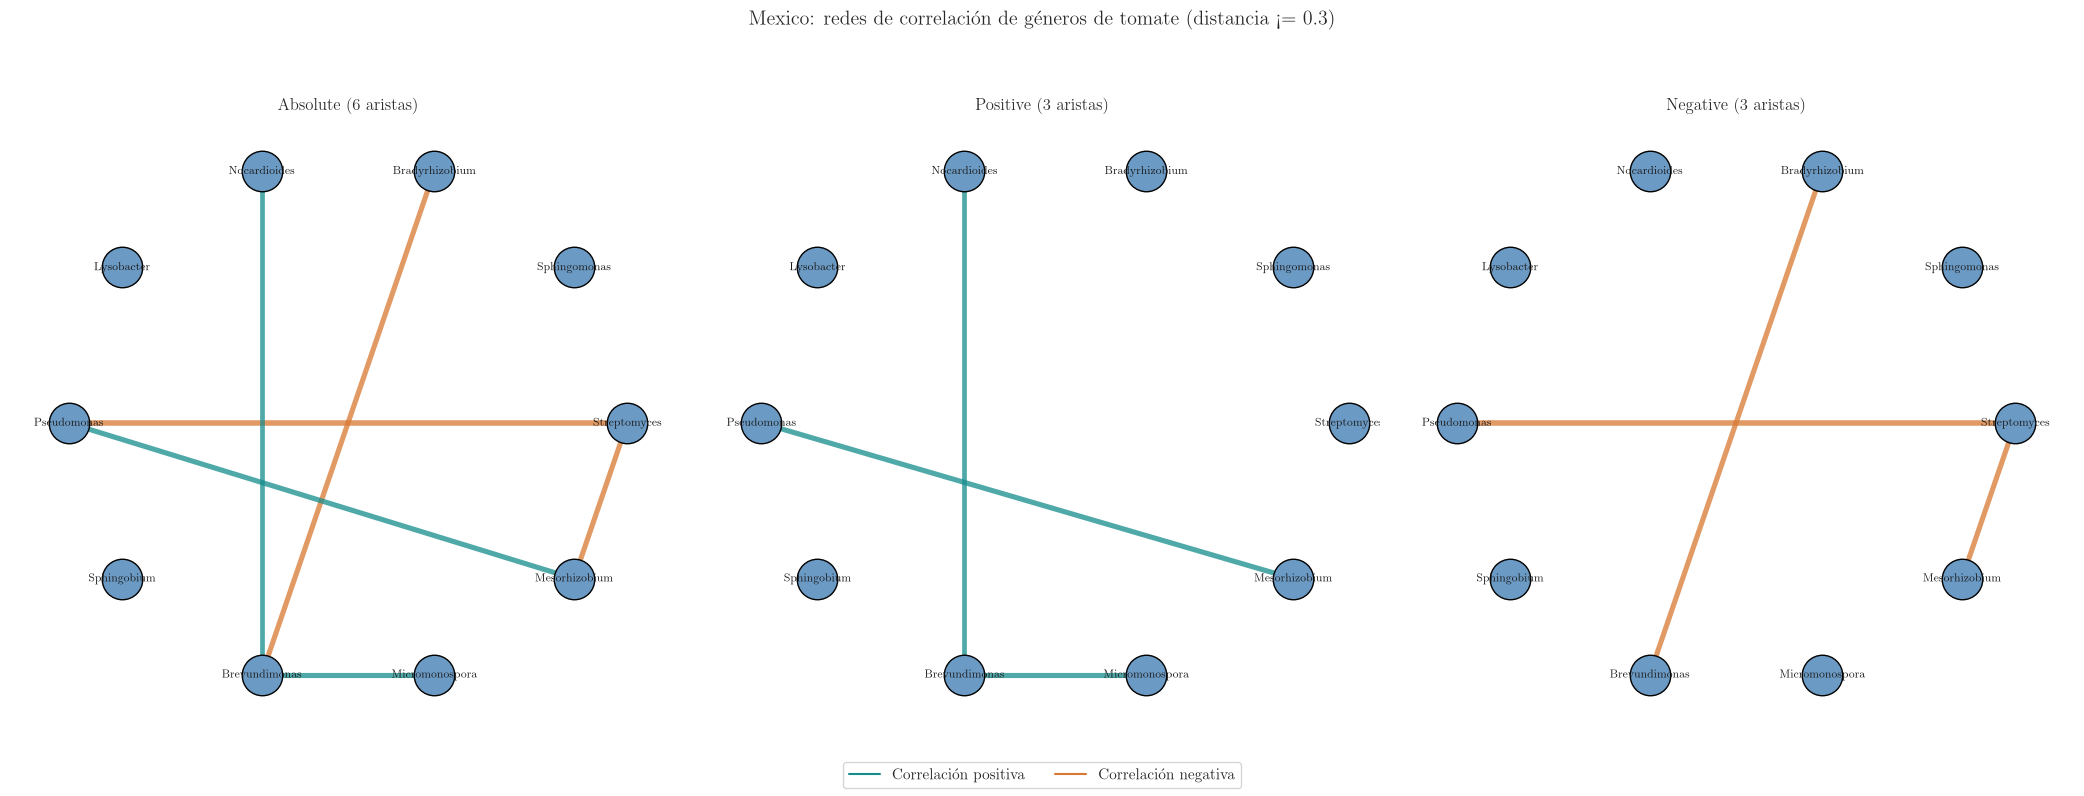 Mexico: redes de correlación de géneros de tomate (distancia ¡= 0.3)
Absolute (6 aristas)
Nocardioides
Bradyrhizobium
Lysobacter
Sphingomonas
Pseudomonas
Streptomyces
Sphingobium
Mesorhizobium
Brevundimonas
Micromonospora
Positive (3 aristas)
Nocardioides
Bradyrhizobium
Lysobacter
Sphingomonas
Pseudomonas
Streptomyce
Sphingobium
Mesorhizobium
Brevundimonas
Micromonospora
Negative (3 aristas)
Nocardioides
Bradyrhizobium
Lysobacter
Sphingomonas
Pseudomonas
Streptomyces
Sphingobium
Mesorhizobium
Brevundimonas
Micromonospora
Correlación positiva
Correlación negativa